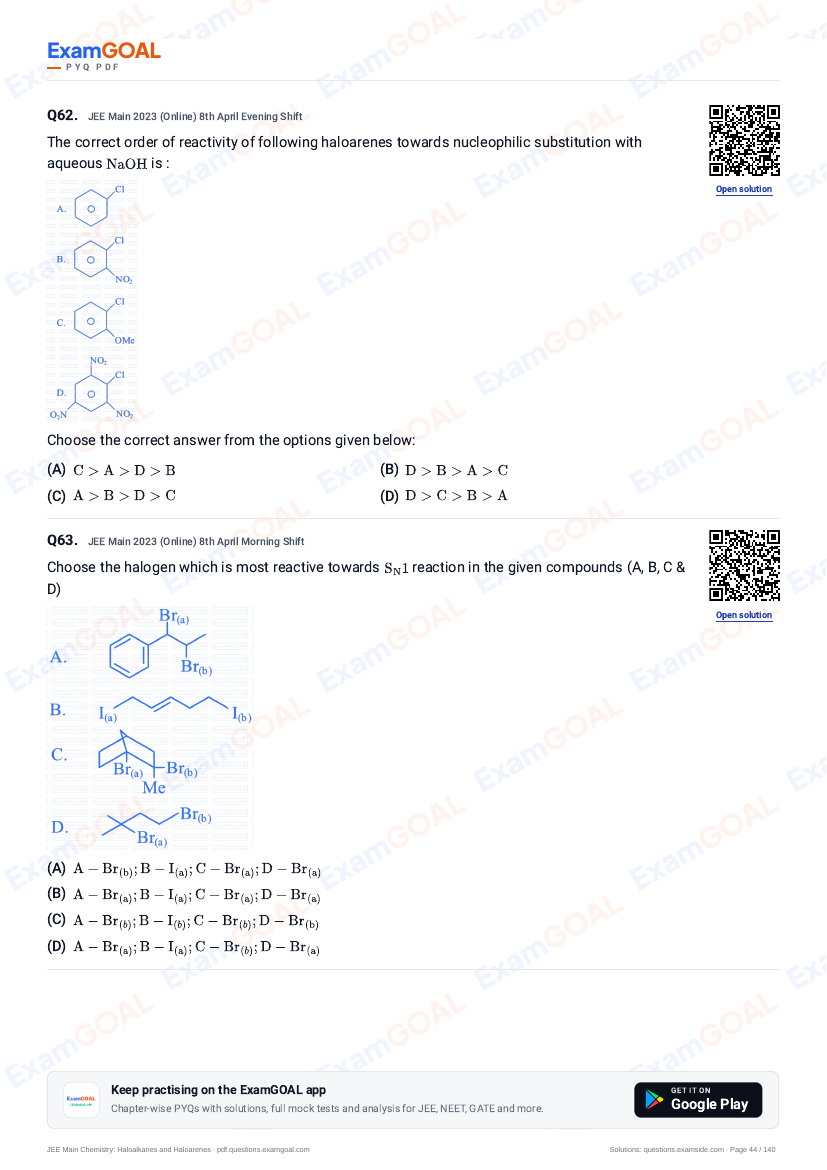 ExamGOAL
PYQ PDF
Q62. JEE Main 2023 (Online) 8th April Evening Shift
The correct order of reactivity of following haloarenes towards nucleophilic substitution with
aqueous NaOH is :
Open solution
A. Cl
B. Cl
NO₂
C. Cl
OMe
NO₂
D. Cl
O₂N NO₂
Choose the correct answer from the options given below:
(A) C > A > D > B (B) D > B > A > C
(C) A > B > D > C (D) D > C > B > A
Q63. JEE Main 2023 (Online) 8th April Morning Shift
Choose the halogen which is most reactive towards S_N1 reaction in the given compounds (A, B, C &
D)
Open solution
Br(a)
A.
Br(b)
B. I(a) I(b)
C.
Br(a) Br(b)
Me
D. Br(b)
Br(a)
(A) A − Br(b); B − I(a); C − Br(a); D − Br(a)
(B) A − Br(a); B − I(a); C − Br(a); D − Br(a)
(C) A − Br(b); B − I(b); C − Br(b); D − Br(b)
(D) A − Br(a); B − I(a); C − Br(b); D − Br(a)
Keep practising on the ExamGOAL app
Chapter-wise PYQs with solutions, full mock tests and analysis for JEE, NEET, GATE and more.
GET IT ON
Google Play
JEE Main Chemistry: Haloalkanes and Haloarenes · pdf.questions.examgoal.com
Solutions: questions.examside.com · Page 44 / 140